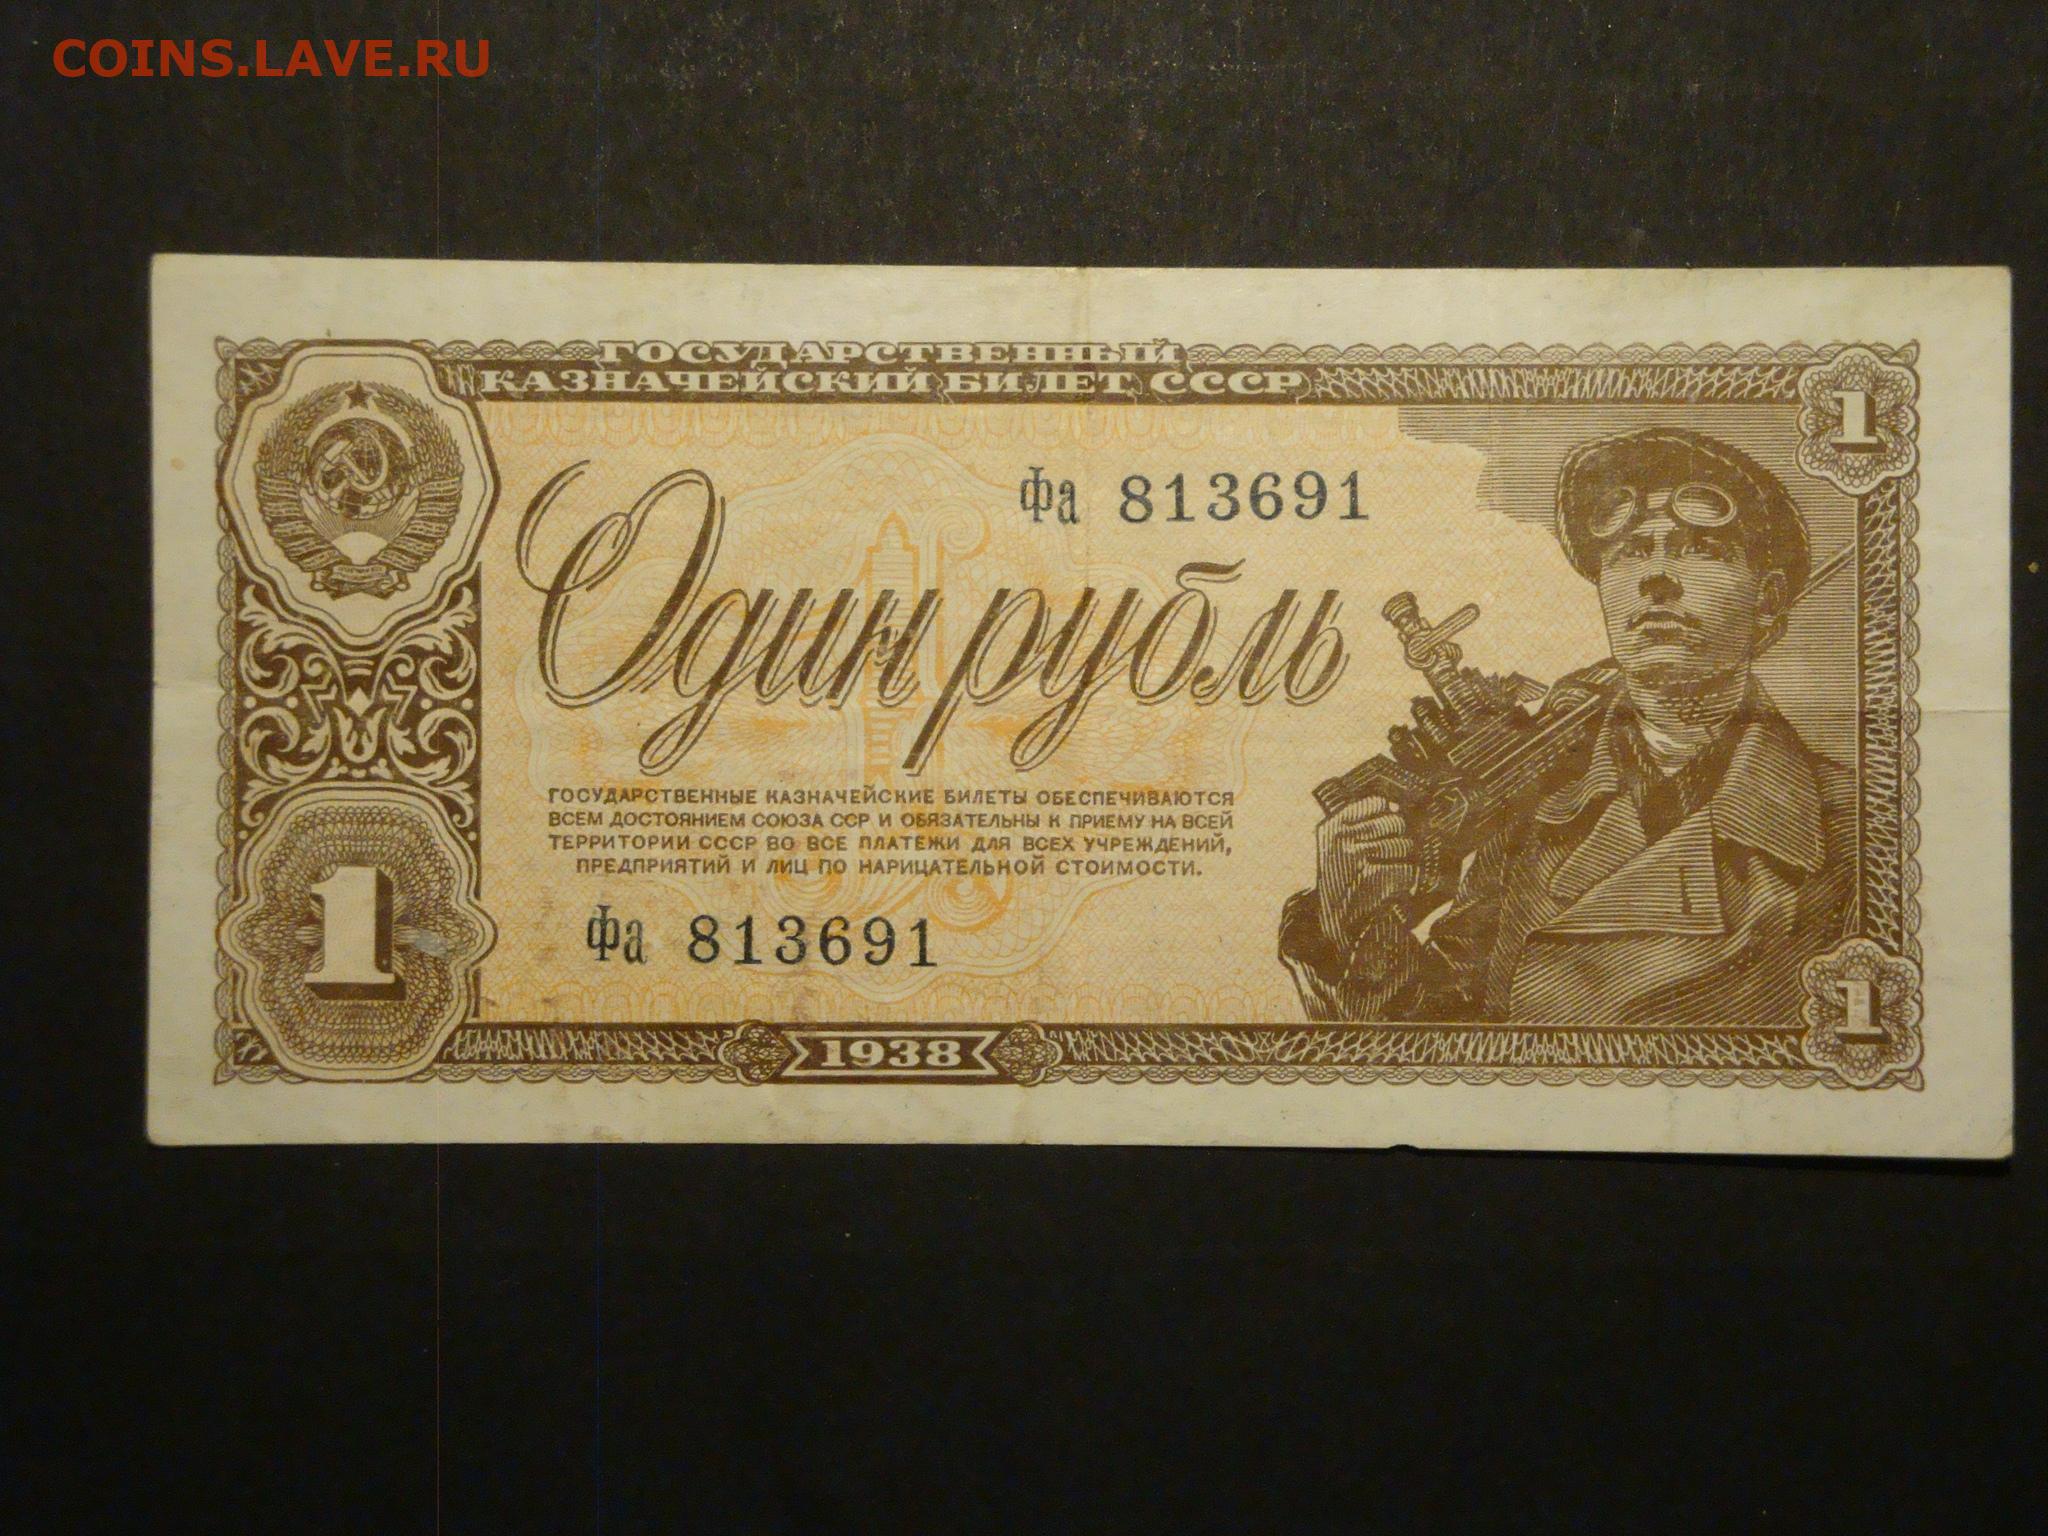 COINS.LAVE.RU
ГОСУДАРСТВЕННЫЙ
КАЗНАЧЕЙСКИЙ БИЛЕТ СССР
1
Фа 813691
Один рубль
ГОСУДАРСТВЕННЫЕ КАЗНАЧЕЙСКИЕ БИЛЕТЫ ОБЕСПЕЧИВАЮТСЯ
ВСЕМ ДОСТОЯНИЕМ СОЮЗА ССР И ОБЯЗАТЕЛЬНЫ К ПРИЕМУ НА ВСЕЙ
ТЕРРИТОРИИ СССР ВО ВСЕ ПЛАТЕЖИ ДЛЯ ВСЕХ УЧРЕЖДЕНИЙ,
ПРЕДПРИЯТИЙ И ЛИЦ ПО НАРИЦАТЕЛЬНОЙ СТОИМОСТИ.
1
Фа 813691
1
1938